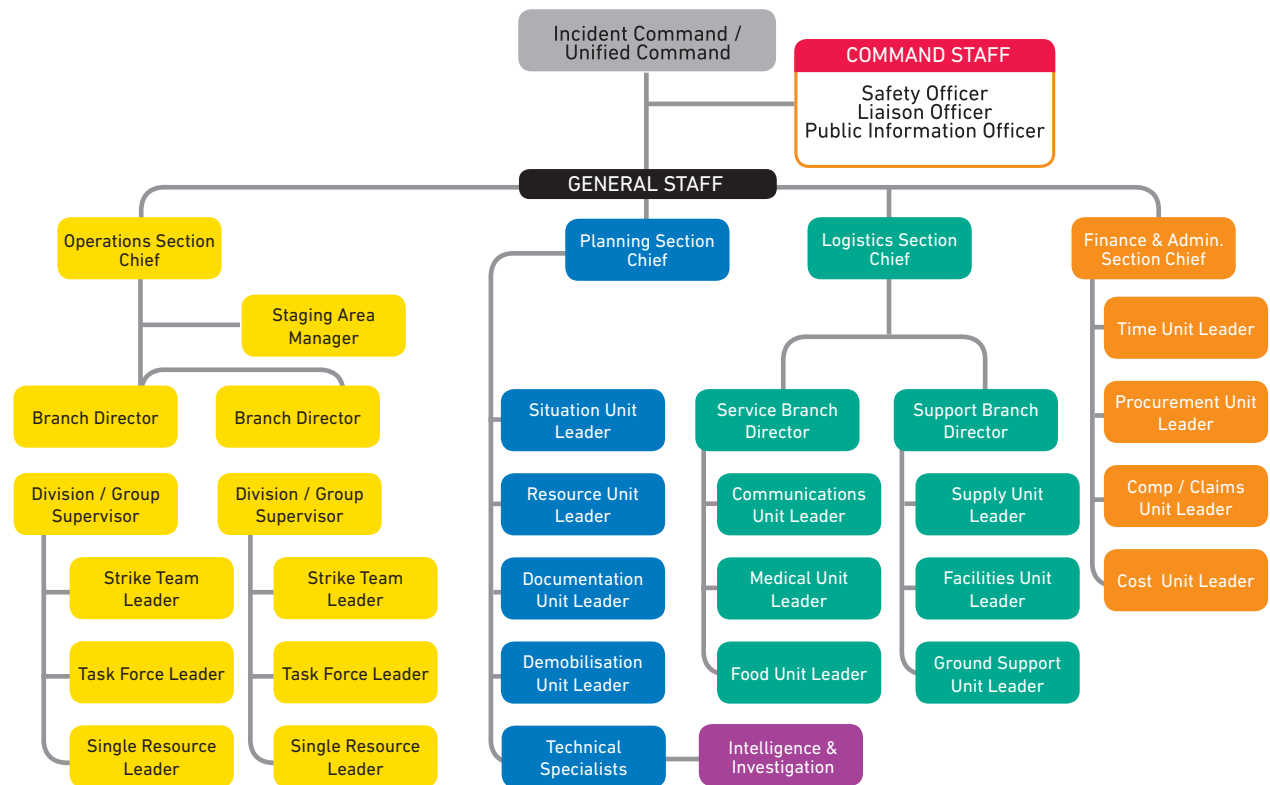 Incident Command /
Unified Command
COMMAND STAFF
Safety Officer
Liaison Officer
Public Information Officer
GENERAL STAFF
Operations Section
Chief
Planning Section
Chief
Logistics Section
Chief
Finance & Admin.
Section Chief
Staging Area
Manager
Time Unit Leader
Branch Director
Branch Director
Situation Unit
Leader
Service Branch
Director
Support Branch
Director
Procurement Unit
Leader
Division / Group
Supervisor
Division / Group
Supervisor
Resource Unit
Leader
Communications
Unit Leader
Supply Unit
Leader
Comp / Claims
Unit Leader
Strike Team
Leader
Strike Team
Leader
Documentation
Unit Leader
Medical Unit
Leader
Facilities Unit
Leader
Cost Unit Leader
Task Force Leader
Task Force Leader
Demobilisation
Unit Leader
Food Unit Leader
Ground Support
Unit Leader
Single Resource
Leader
Single Resource
Leader
Technical
Specialists
Intelligence &
Investigation